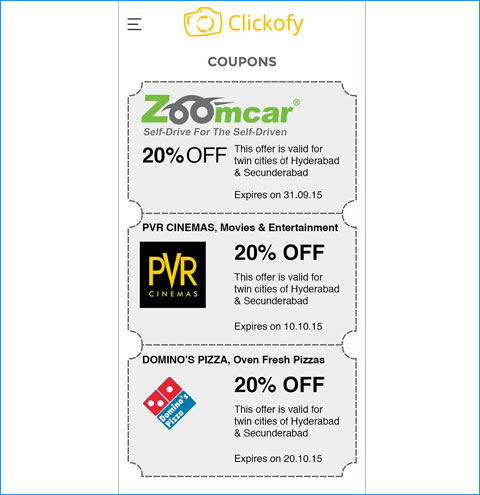 Clickofy
COUPONS
Zoomcar®
Self-Drive For The Self-Driven
20% OFF
This offer is valid for
twin cities of Hyderabad
& Secunderabad
Expires on 31.09.15
PVR CINEMAS, Movies & Entertainment
PVR
CINEMAS
20% OFF
This offer is valid for
twin cities of Hyderabad
& Secunderabad
Expires on 10.10.15
DOMINO'S PIZZA, Oven Fresh Pizzas
Domino's
Pizza
20% OFF
This offer is valid for
twin cities of Hyderabad
& Secunderabad
Expires on 20.10.15